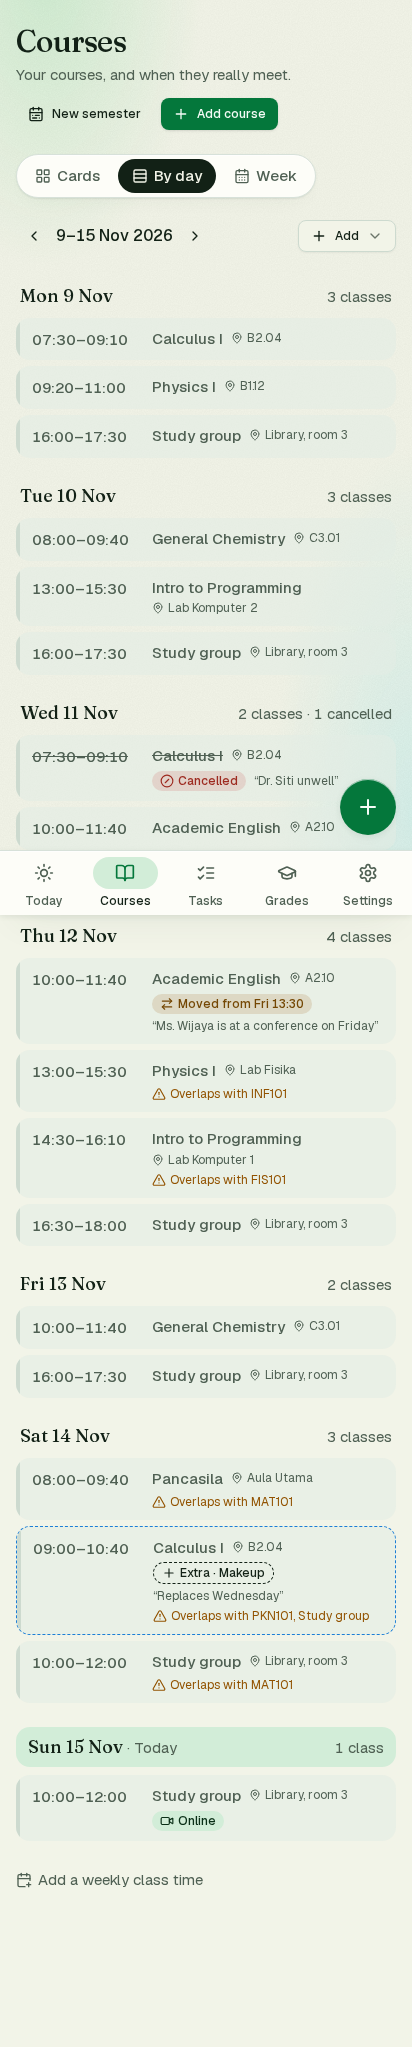 Courses
Your courses, and when they really meet.
New semester
Add course
Cards
By day
Week
9–15 Nov 2026
Add
Mon 9 Nov
3 classes
07:30–09:10 Calculus I B2.04
09:20–11:00 Physics I B1.12
16:00–17:30 Study group Library, room 3
Tue 10 Nov
3 classes
08:00–09:40 General Chemistry C3.01
13:00–15:30 Intro to Programming
Lab Komputer 2
16:00–17:30 Study group Library, room 3
Wed 11 Nov
2 classes · 1 cancelled
07:30–09:10 Calculus I B2.04
Cancelled “Dr. Siti unwell”
10:00–11:40 Academic English A2.10
Today
Courses
Tasks
Grades
Settings
Thu 12 Nov
4 classes
10:00–11:40 Academic English A2.10
Moved from Fri 13:30
“Ms. Wijaya is at a conference on Friday”
13:00–15:30 Physics I Lab Fisika
Overlaps with INF101
14:30–16:10 Intro to Programming
Lab Komputer 1
Overlaps with FIS101
16:30–18:00 Study group Library, room 3
Fri 13 Nov
2 classes
10:00–11:40 General Chemistry C3.01
16:00–17:30 Study group Library, room 3
Sat 14 Nov
3 classes
08:00–09:40 Pancasila Aula Utama
Overlaps with MAT101
09:00–10:40 Calculus I B2.04
Extra · Makeup
“Replaces Wednesday”
Overlaps with PKN101, Study group
10:00–12:00 Study group Library, room 3
Overlaps with MAT101
Sun 15 Nov · Today
1 class
10:00–12:00 Study group Library, room 3
Online
Add a weekly class time